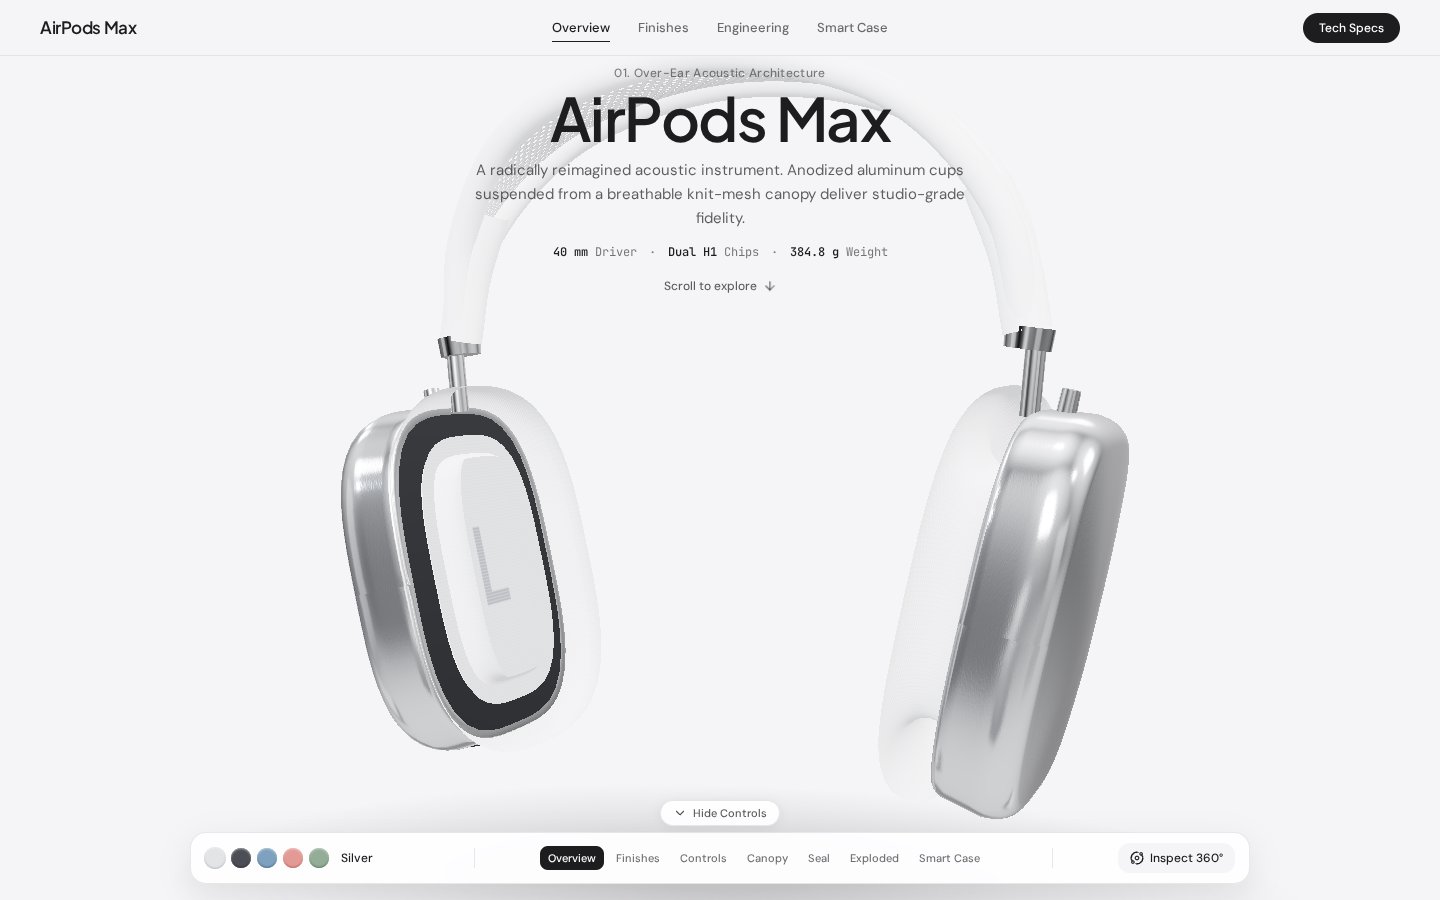 AirPods Max
Overview
Finishes
Engineering
Smart Case
Tech Specs
01. Over-Ear Acoustic Architecture
AirPods Max
A radically reimagined acoustic instrument. Anodized aluminum cups
suspended from a breathable knit-mesh canopy deliver studio-grade
fidelity.
40 mm Driver · Dual H1 Chips · 384.8 g Weight
Scroll to explore
L
Hide Controls
Silver
Overview
Finishes
Controls
Canopy
Seal
Exploded
Smart Case
Inspect 360°